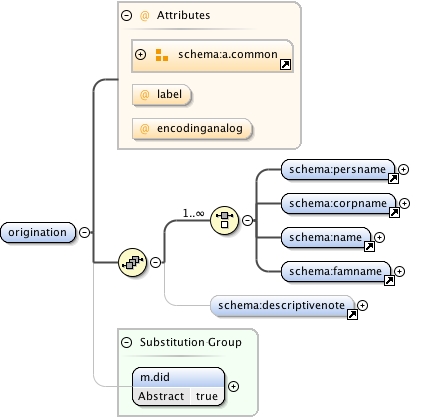 @ Attributes
schema:a.common
@ label
@ encodinganalog
schema:persname
1..∞
schema:corpname
origination
schema:name
schema:famname
schema:descriptivenote
Substitution Group
m.did
Abstract true